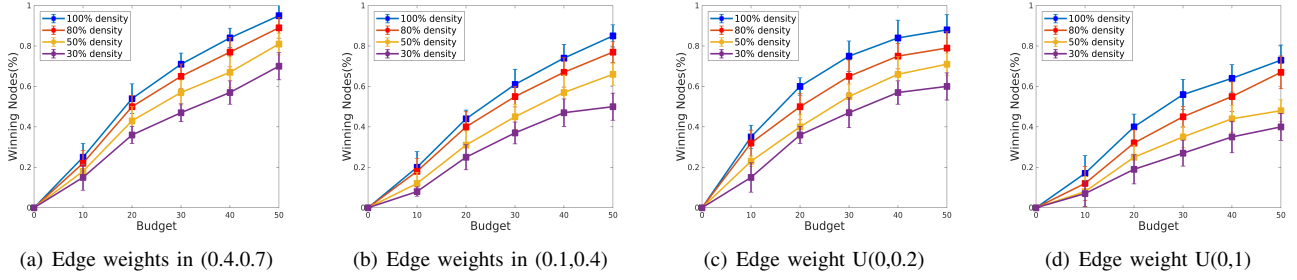 1
0.8
0.6
0.4
0.2
0
Winning Nodes(%)
100% density
80% density
50% density
30% density
0 10 20 30 40 50
Budget
(a) Edge weights in (0.4.0.7)
1
0.8
0.6
0.4
0.2
0
Winning Nodes(%)
100% density
80% density
50% density
30% density
0 10 20 30 40 50
Budget
(b) Edge weights in (0.1,0.4)
1
0.8
0.6
0.4
0.2
0
Winning Nodes(%)
100% density
80% density
50% density
30% density
0 10 20 30 40 50
Budget
(c) Edge weight U(0,0.2)
1
0.8
0.6
0.4
0.2
0
Winning Nodes(%)
100% density
80% density
50% density
30% density
0 10 20 30 40 50
Budget
(d) Edge weight U(0,1)